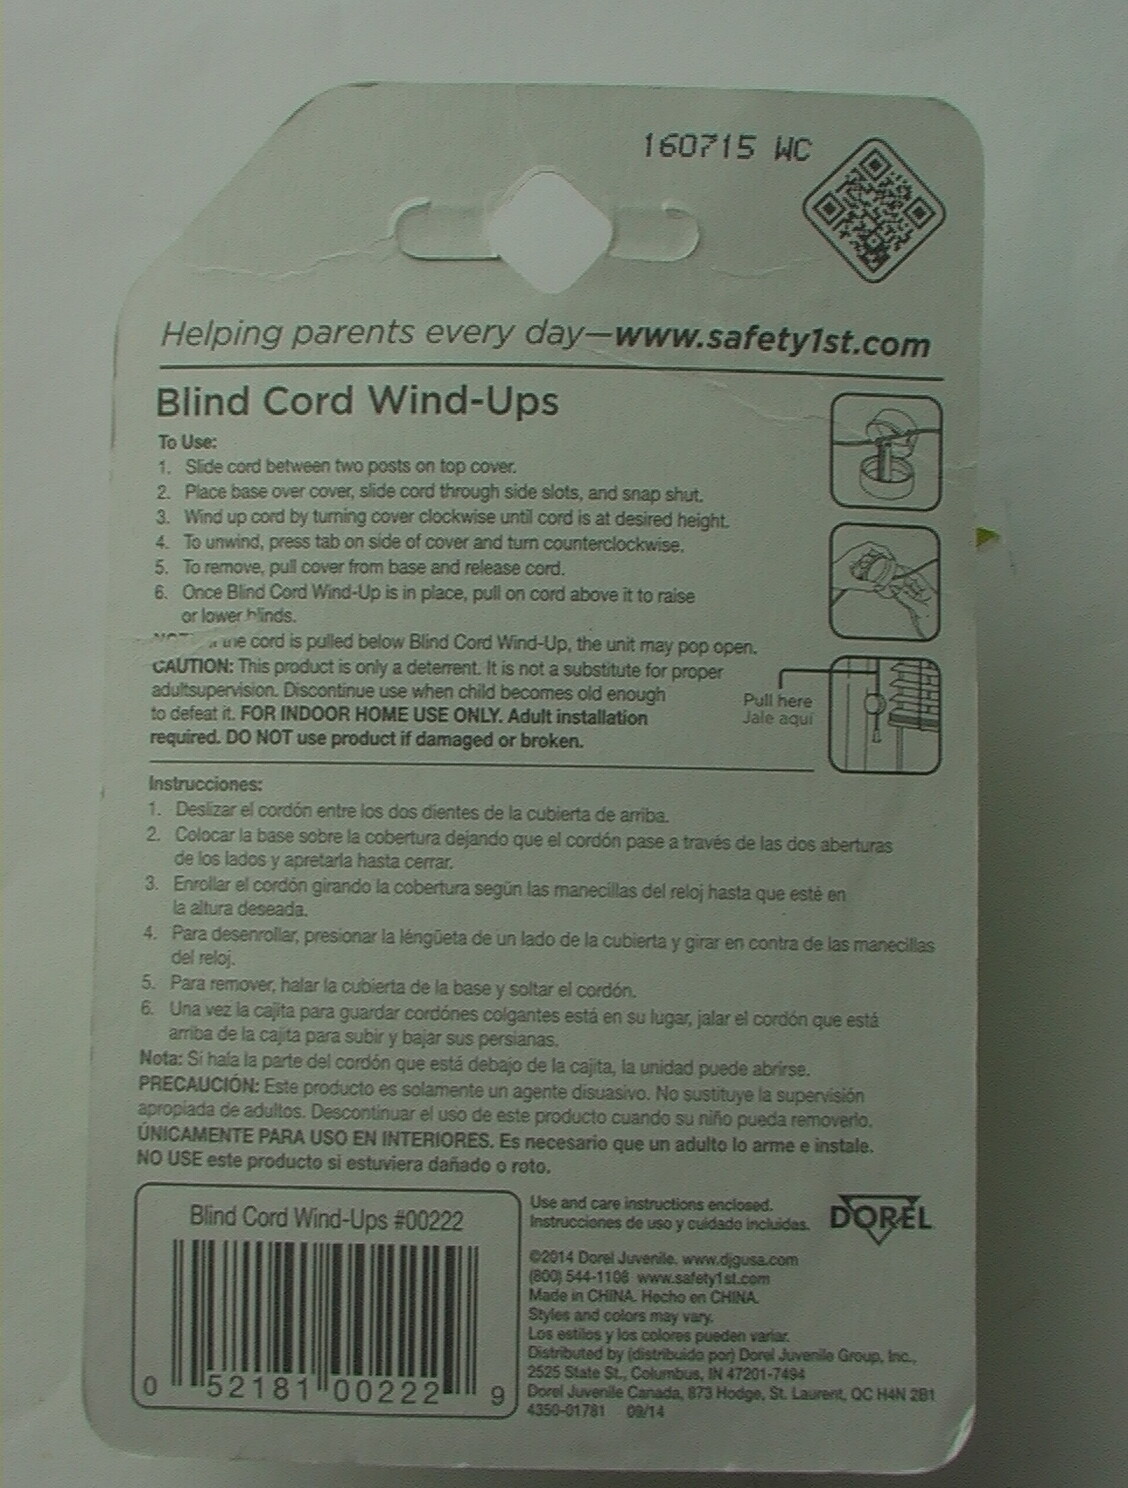 160715 WC
Helping parents every day—www.safety1st.com
Blind Cord Wind-Ups
To Use:
1. Slide cord between two posts on top cover.
2. Place base over cover, slide cord through side slots, and snap shut.
3. Wind up cord by turning cover clockwise until cord is at desired height.
4. To unwind, press tab on side of cover and turn counterclockwise.
5. To remove, pull cover from base and release cord.
6. Once Blind Cord Wind-Up is in place, pull on cord above it to raise
or lower blinds.
cord is pulled below Blind Cord Wind-Up, the unit may pop open.
CAUTION: This product is only a deterrent. It is not a substitute for proper
adultsupervision. Discontinue use when child becomes old enough
to defeat it. FOR INDOOR HOME USE ONLY. Adult installation
required. DO NOT use product if damaged or broken.
Pull here
Jale aquí
Instrucciones:
1. Deslizar el cordón entre los dos dientes de la cubierta de arriba.
2. Colocar la base sobre la cobertura dejando que el cordón pase a través de las dos aberturas
de los lados y apretarla hasta cerrar.
3. Enrollar el cordón girando la cobertura según las manecillas del reloj hasta que esté en
la altura deseada.
4. Para desenrollar, presionar la léngüeta de un lado de la cubierta y girar en contra de las manecillas
del reloj.
5. Para remover, halar la cubierta de la base y soltar el cordón.
6. Una vez la cajita para guardar cordónes colgantes está en su lugar, jalar el cordón que está
arriba de la cajita para subir y bajar sus persianas.
Nota: Si hala la parte del cordón que está debajo de la cajita, la unidad puede abrirse.
PRECAUCIÓN: Este producto es solamente un agente disuasivo. No sustituye la supervisión
apropiada de adultos. Descontinuar el uso de este producto cuando su niño pueda removerlo.
ÚNICAMENTE PARA USO EN INTERIORES. Es necesario que un adulto lo arme e instale.
NO USE este producto si estuviera dañado o roto.
Blind Cord Wind-Ups #00222
0 52181 00222 9
Use and care instructions enclosed.
Instrucciones de uso y cuidado incluidas.
DOREL
©2014 Dorel Juvenile. www.djgusa.com
(800) 544-1108 www.safety1st.com
Made in CHINA. Hecho en CHINA.
Styles and colors may vary.
Los estilos y los colores pueden variar.
Distributed by (distribuido por) Dorel Juvenile Group, Inc.,
2525 State St., Columbus, IN 47201-7494
Dorel Juvenile Canada, 873 Hodge, St. Laurent, QC H4N 2B1
4350-01781 09/14